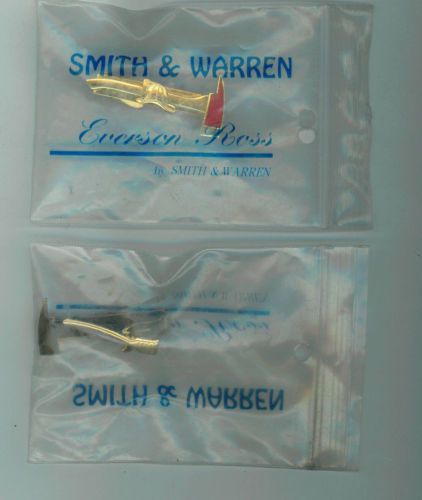 SMITH & WARREN
Everson Ross
by SMITH & WARREN
SMITH & WARREN